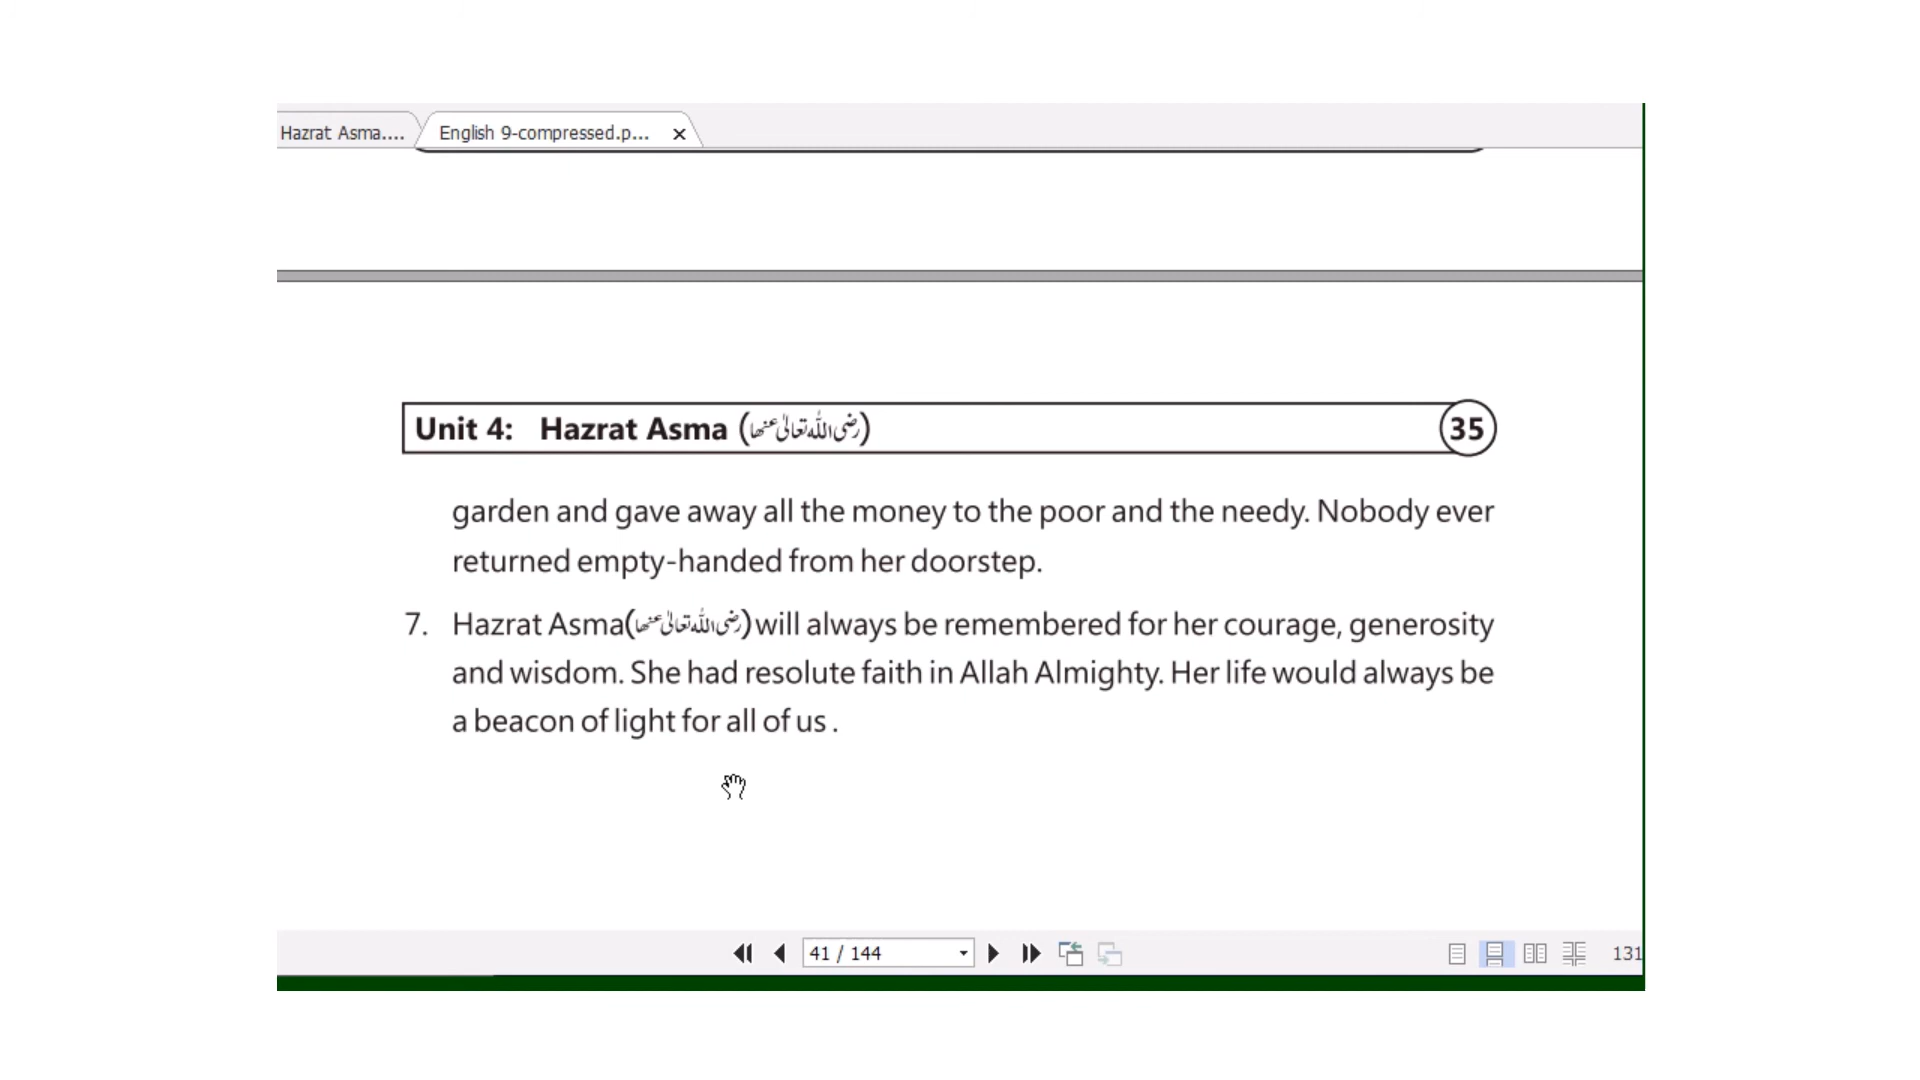 Hazrat Asma....
English 9-compressed.p...
Unit 4: Hazrat Asma (رضی اللہ تعالیٰ عنھا)
35
garden and gave away all the money to the poor and the needy. Nobody ever
returned empty-handed from her doorstep.
7. Hazrat Asma(رضی اللہ تعالیٰ عنھا)will always be remembered for her courage, generosity
and wisdom. She had resolute faith in Allah Almighty. Her life would always be
a beacon of light for all of us .
41 / 144
131